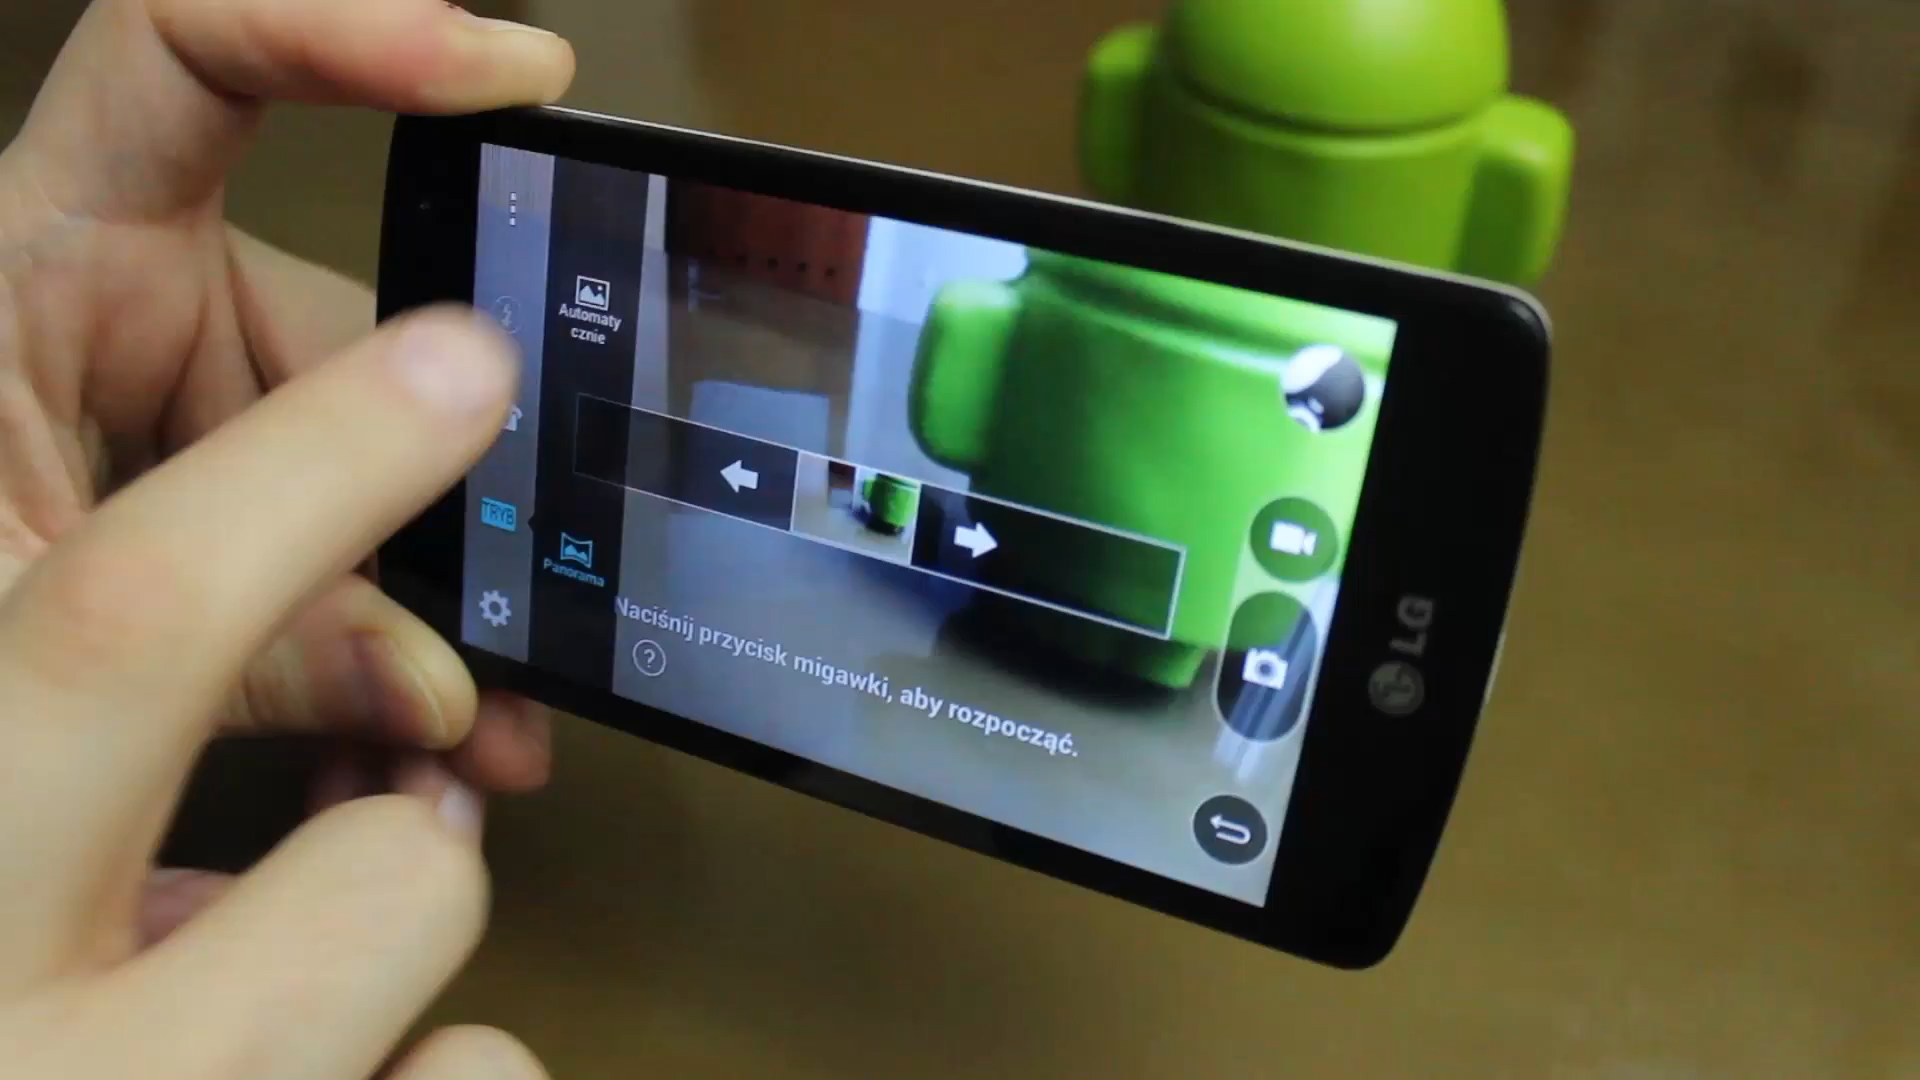 Automaty
cznie
TRYB
Panorama
Naciśnij przycisk migawki, aby rozpocząć.
?
LG